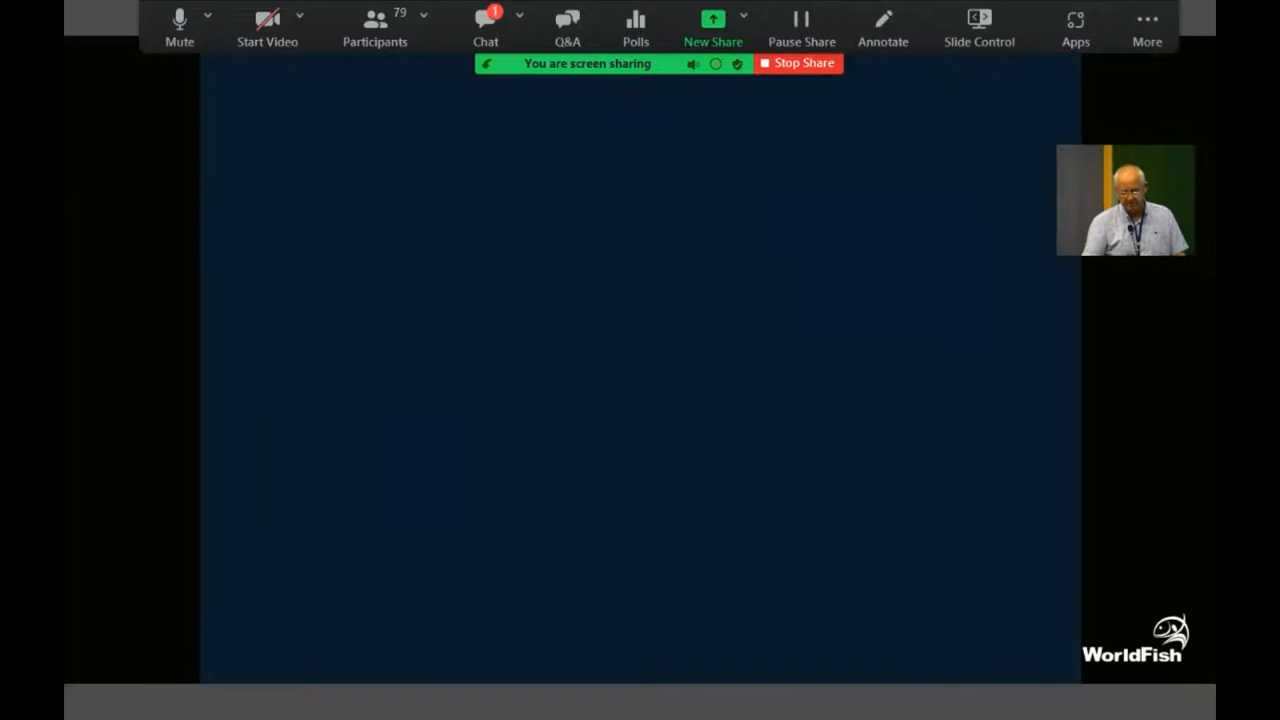 79
1
Mute
Start Video
Participants
Chat
Q&A
Polls
New Share
Pause Share
Annotate
Slide Control
Apps
More
You are screen sharing
Stop Share
WorldFish